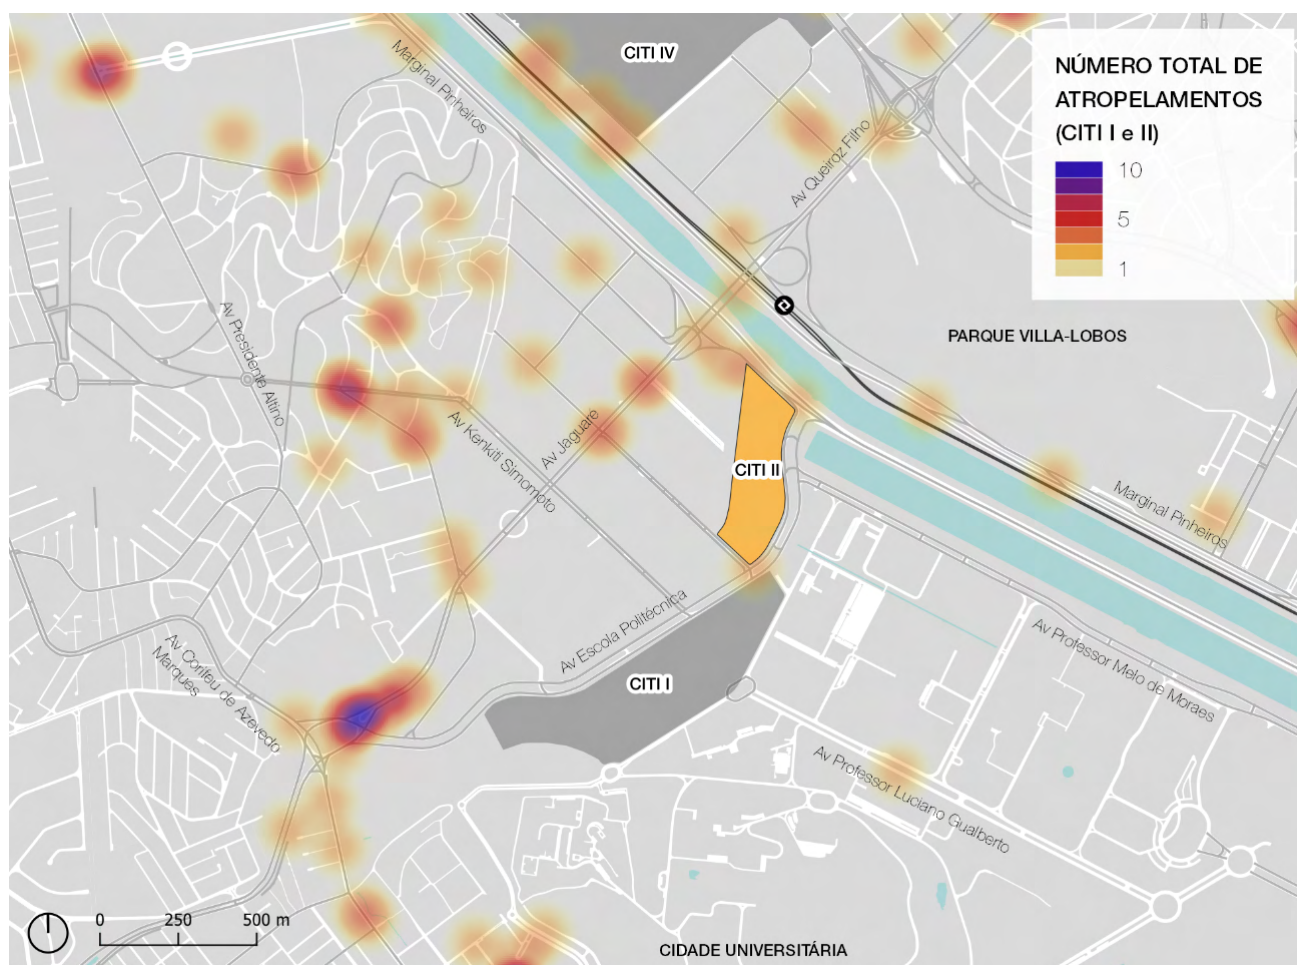 CITI IV
NÚMERO TOTAL DE
ATROPELAMENTOS
(CITI I e II)
10
5
1
Marginal Pinheiros
Av Queiroz Filho
PARQUE VILLA-LOBOS
Av Presidente Altino
Av Kenkiti Simomoto
Av Jaguare
CITI II
Marginal Pinheiros
Av Escola Politécnica
Av Corifeu de Azevedo
Marques
CITI I
Av Professor Melo de Moraes
Av Professor Luciano Gualberto
0 250 500 m
CIDADE UNIVERSITÁRIA